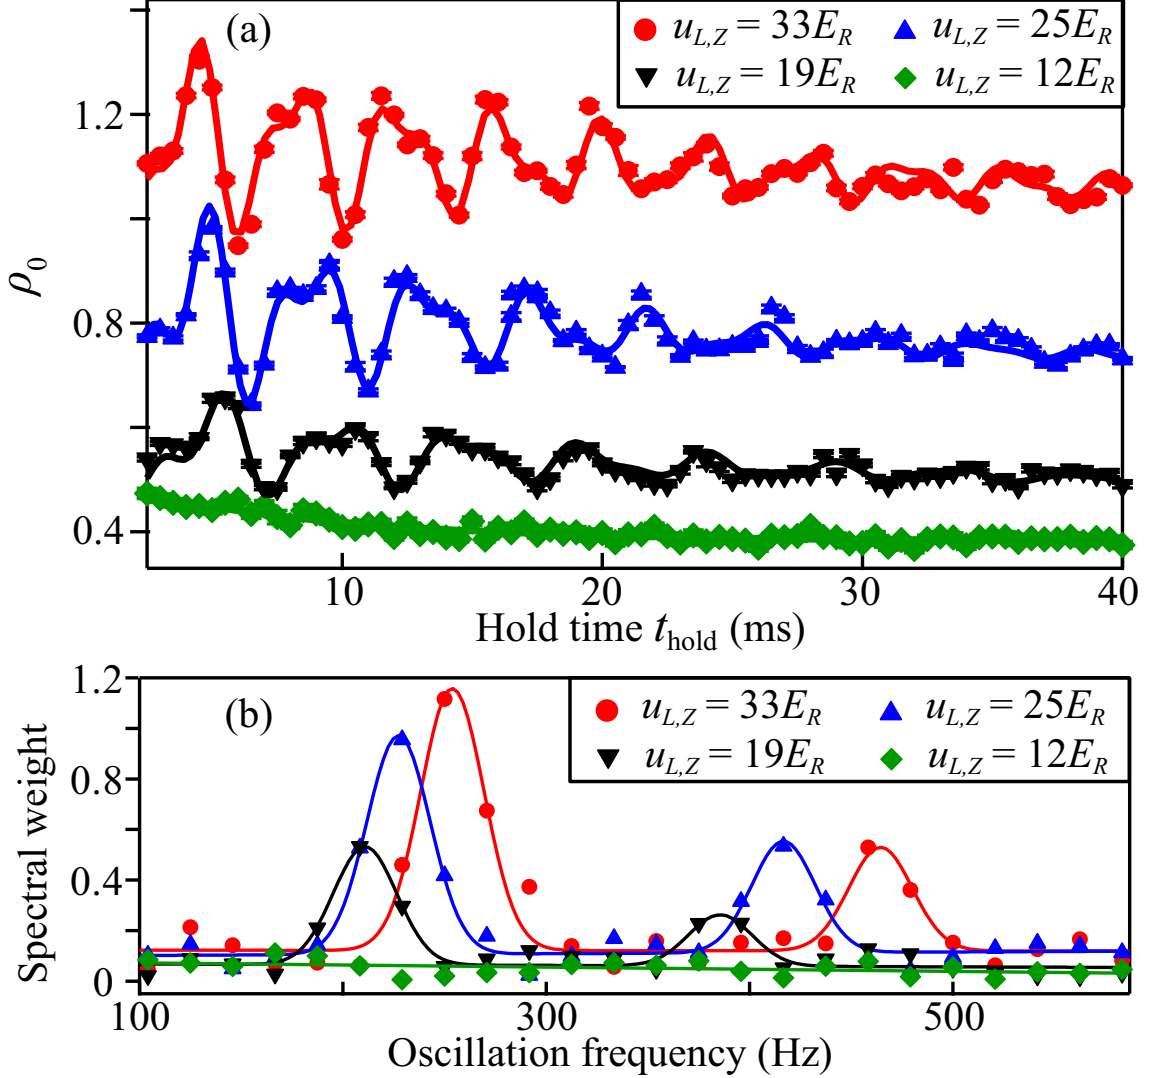 (a)
u_{L,Z} = 33E_R
u_{L,Z} = 25E_R
u_{L,Z} = 19E_R
u_{L,Z} = 12E_R
1.2
0.8
0.4
ρ_0
10
20
30
40
Hold time t_hold (ms)
(b)
u_{L,Z} = 33E_R
u_{L,Z} = 25E_R
u_{L,Z} = 19E_R
u_{L,Z} = 12E_R
1.2
0.8
0.4
0
Spectral weight
100
300
500
Oscillation frequency (Hz)